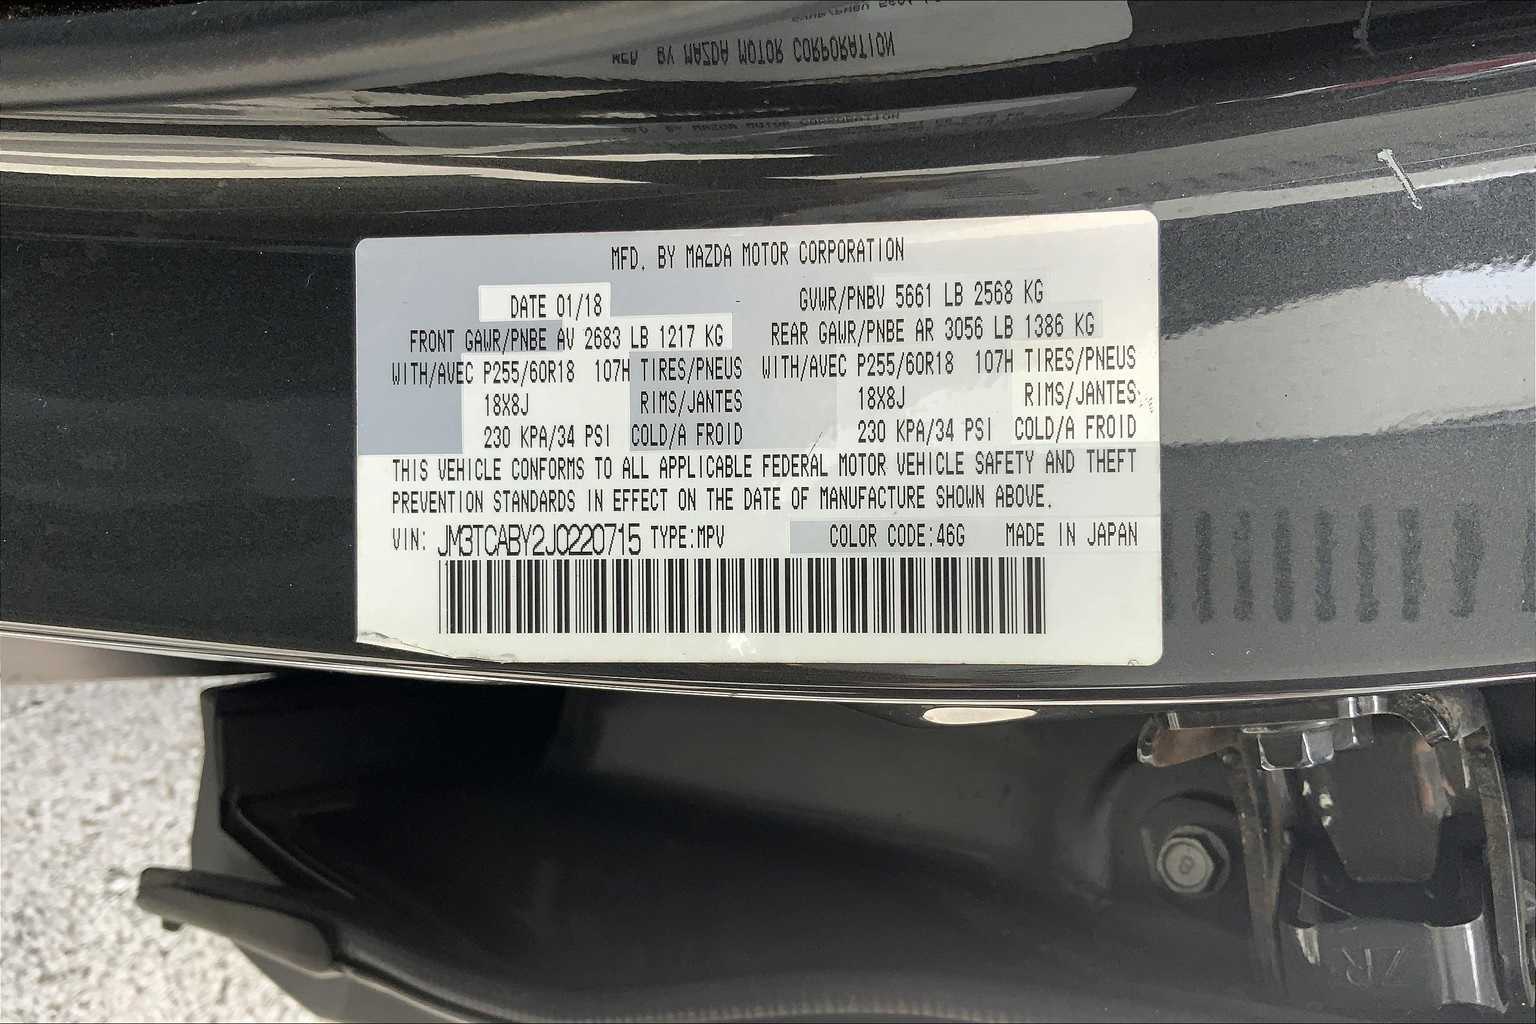 MFD. BY MAZDA MOTOR CORPORATION
MFD. BY MAZDA MOTOR CORPORATION
DATE 01/18 GVWR/PNBV 5661 LB 2568 KG
FRONT GAWR/PNBE AV 2683 LB 1217 KG REAR GAWR/PNBE AR 3056 LB 1386 KG
WITH/AVEC P255/60R18 107H TIRES/PNEUS WITH/AVEC P255/60R18 107H TIRES/PNEUS
18X8J RIMS/JANTES 18X8J RIMS/JANTES
230 KPA/34 PSI COLD/A FROID 230 KPA/34 PSI COLD/A FROID
THIS VEHICLE CONFORMS TO ALL APPLICABLE FEDERAL MOTOR VEHICLE SAFETY AND THEFT
PREVENTION STANDARDS IN EFFECT ON THE DATE OF MANUFACTURE SHOWN ABOVE.
VIN: JM3TCABY2J0220715 TYPE:MPV COLOR CODE:46G MADE IN JAPAN
8
7R